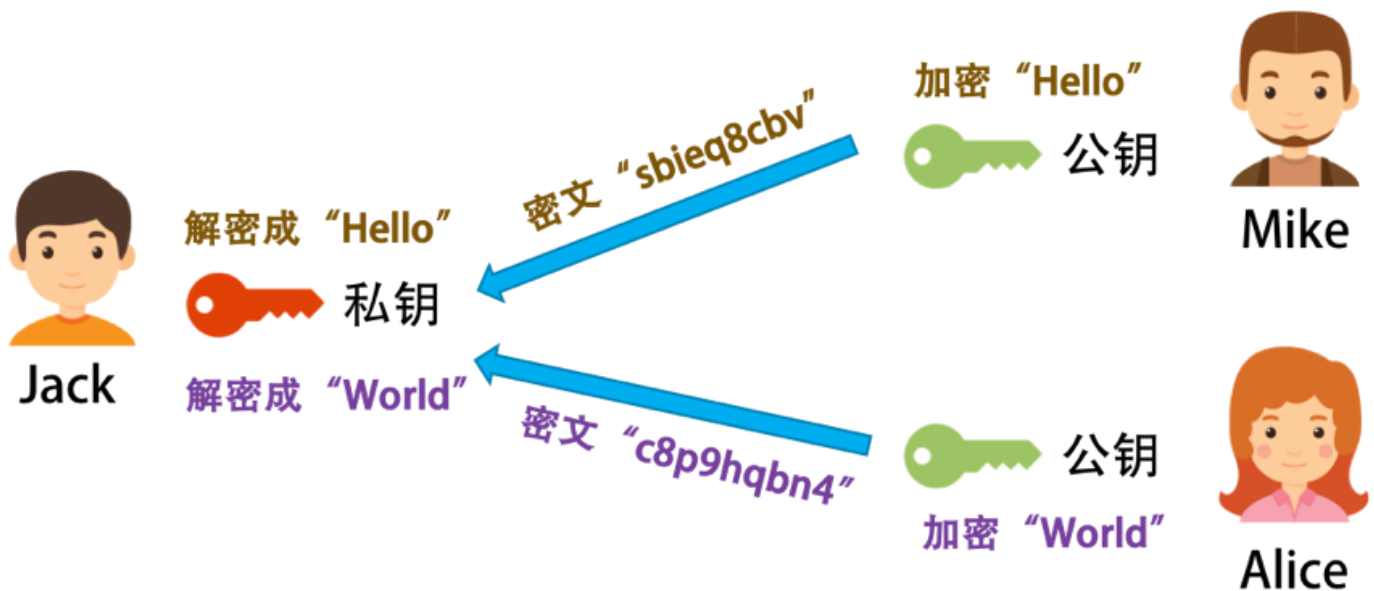 加密“Hello”
公钥
Mike
密文“sbieq8cbv”
解密成“Hello”
私钥
解密成“World”
Jack
密文“c8p9hqbn4”
公钥
加密“World”
Alice